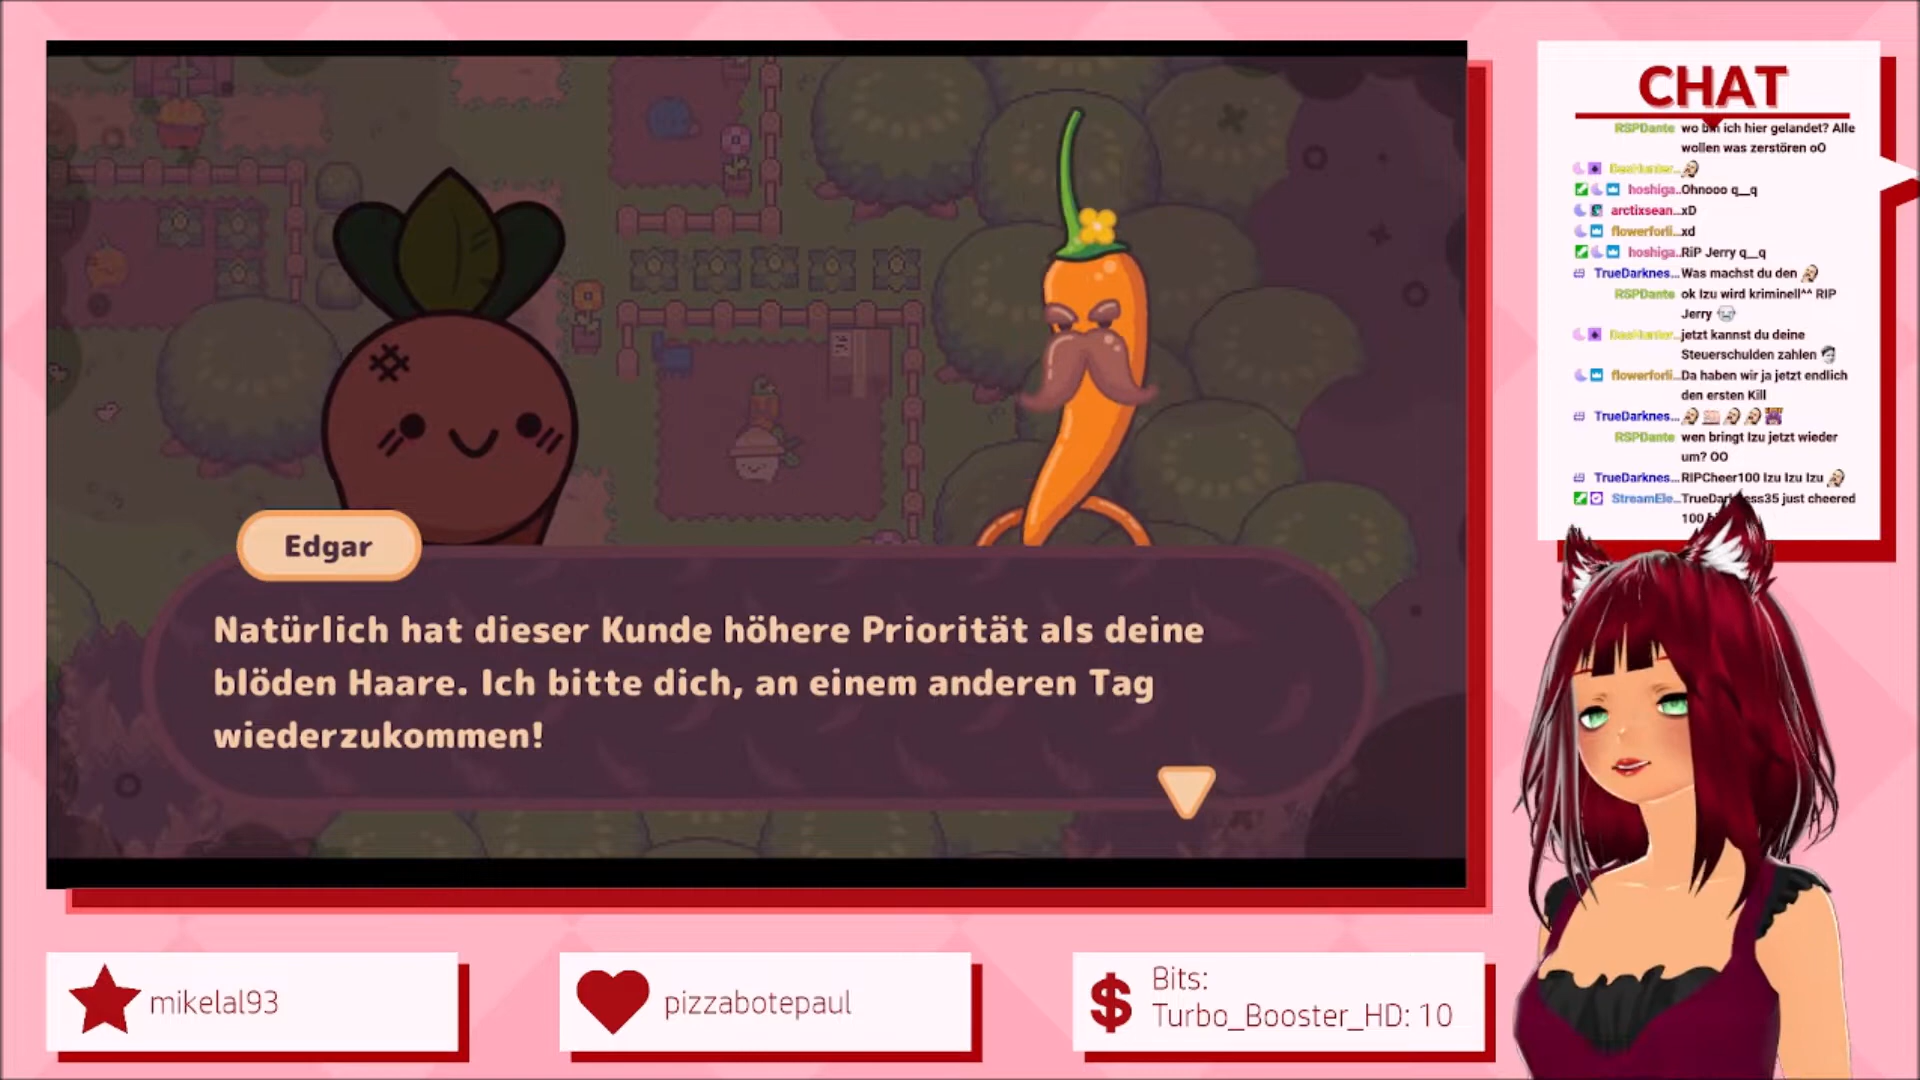 Edgar
Natürlich hat dieser Kunde höhere Priorität als deine
blöden Haare. Ich bitte dich, an einem anderen Tag
wiederzukommen!
CHAT
RSPDante wo bin ich hier gelandet? Alle
wollen was zerstören oO
hoshiga.. Ohnooo q__q
arctixsean... xD
flowerforli... xd
hoshiga.. RiP Jerry q__q
TrueDarknes... Was machst du den
RSPDante ok Izu wird kriminell^^ RIP
Jerry
jetzt kannst du deine
Steuerschulden zahlen
flowerforli... Da haben wir ja jetzt endlich
den ersten Kill
TrueDarknes...
RSPDante wen bringt Izu jetzt wieder
um? OO
TrueDarknes... RIPCheer100 Izu Izu Izu
StreamEle... TrueDarkness35 just cheered
100
mikelal93
pizzabotepaul
$ Bits:
Turbo_Booster_HD: 10